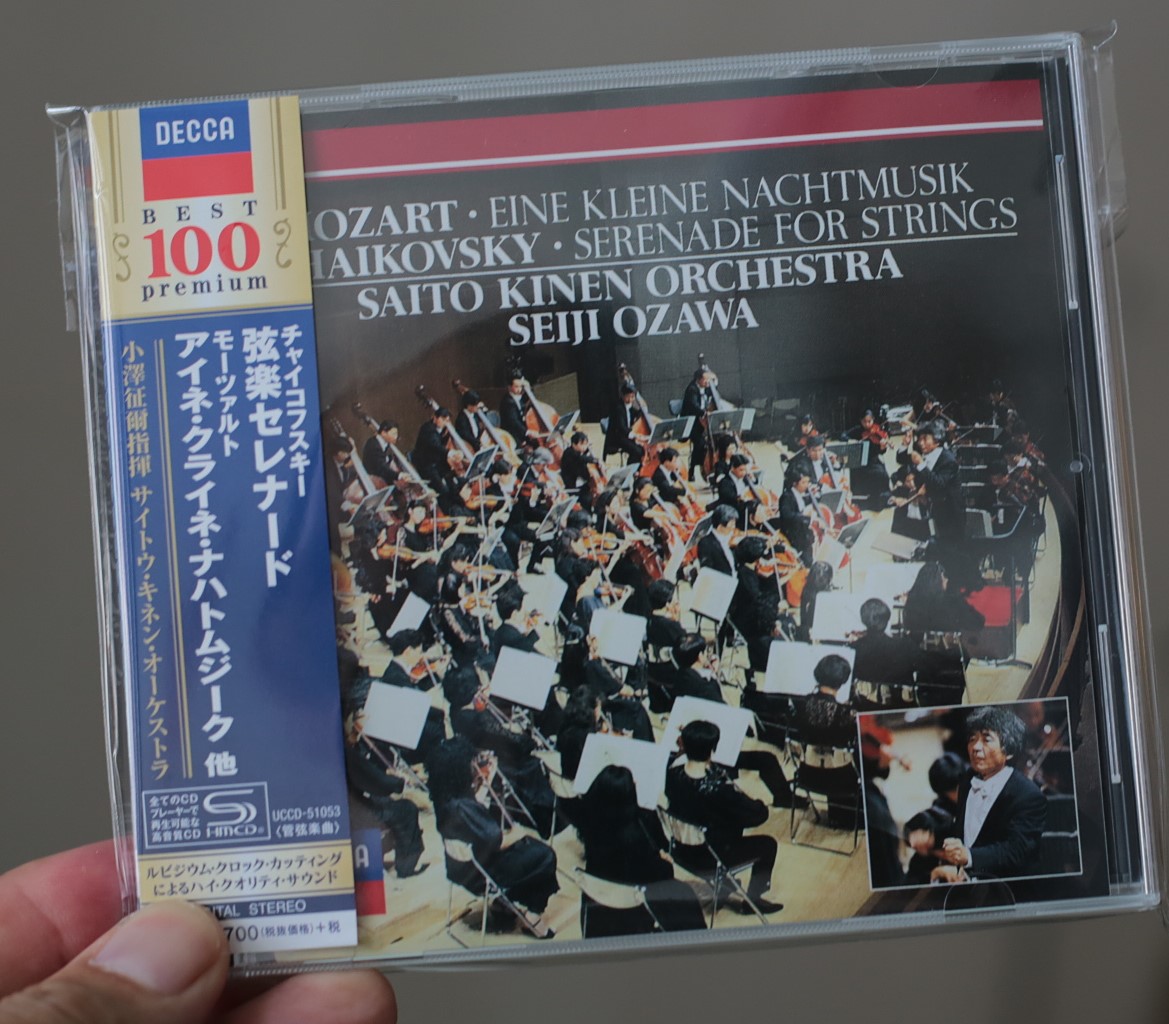 DECCA
BEST
100
premium
チャイコフスキー
弦楽セレナード
モーツァルト
アイネ・クライネ・ナハトムジーク 他
小澤征爾指揮 サイトウ・キネン・オーケストラ
全てのCD
プレーヤーで
再生可能な
高音質CD
SHMCD
UCCD-51053
〈管弦楽曲〉
ルビジウム・クロック・カッティング
によるハイ・クオリティ・サウンド
ITAL STEREO
700(税抜価格)+税
OZART · EINE KLEINE NACHTMUSIK
HAIKOVSKY · SERENADE FOR STRINGS
SAITO KINEN ORCHESTRA
SEIJI OZAWA
CA